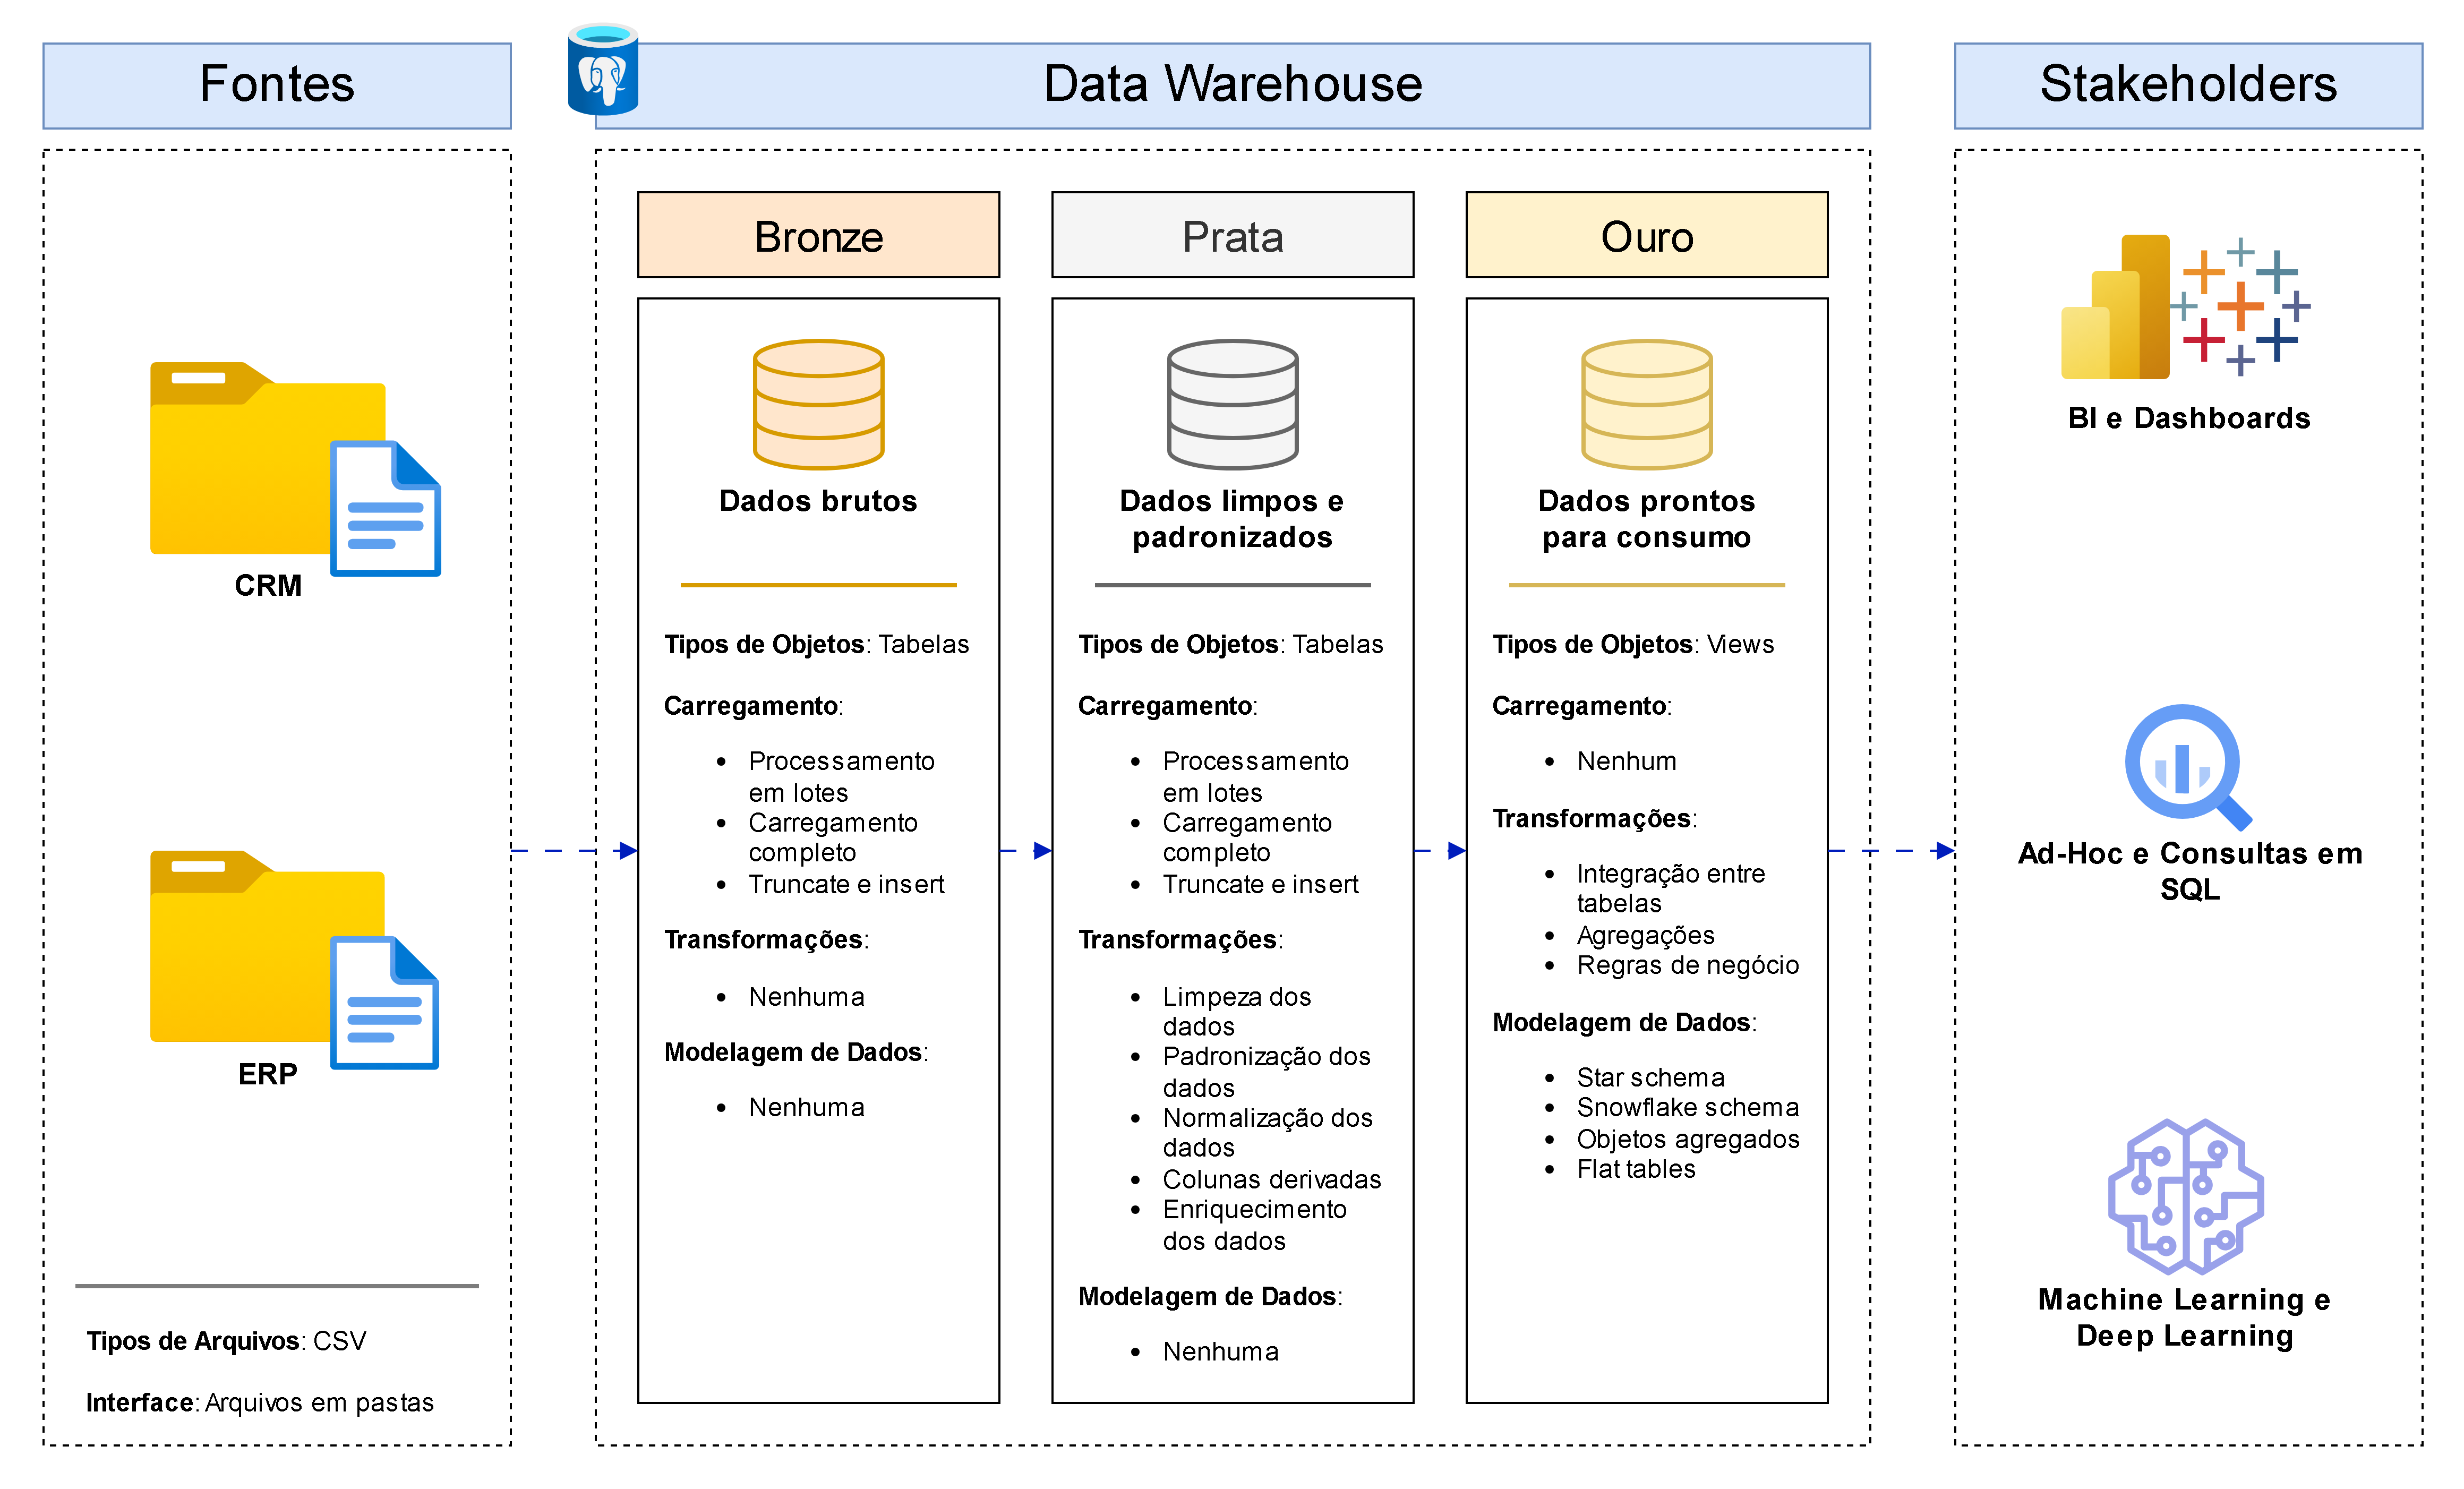 Fontes
Data Warehouse
Stakeholders
CRM
ERP
Tipos de Arquivos: CSV
Interface: Arquivos em pastas
Bronze
Dados brutos
Tipos de Objetos: Tabelas
Carregamento:
• Processamento
em lotes
• Carregamento
completo
• Truncate e insert
Transformações:
• Nenhuma
Modelagem de Dados:
• Nenhuma
Prata
Dados limpos e
padronizados
Tipos de Objetos: Tabelas
Carregamento:
• Processamento
em lotes
• Carregamento
completo
• Truncate e insert
Transformações:
• Limpeza dos
dados
• Padronização dos
dados
• Normalização dos
dados
• Colunas derivadas
• Enriquecimento
dos dados
Modelagem de Dados:
• Nenhuma
Ouro
Dados prontos
para consumo
Tipos de Objetos: Views
Carregamento:
• Nenhum
Transformações:
• Integração entre
tabelas
• Agregações
• Regras de negócio
Modelagem de Dados:
• Star schema
• Snowflake schema
• Objetos agregados
• Flat tables
BI e Dashboards
Ad-Hoc e Consultas em
SQL
Machine Learning e
Deep Learning